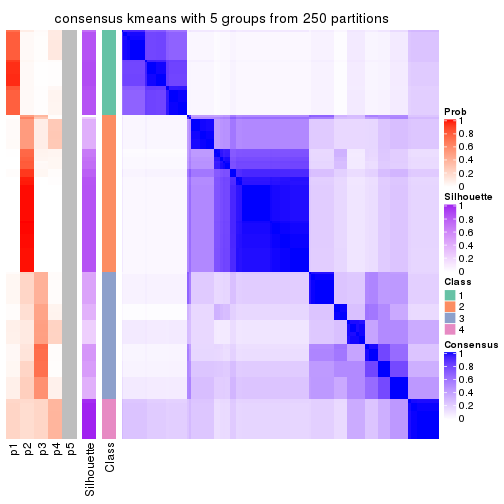 consensus kmeans with 5 groups from 250 partitions
Prob
1
0.8
0.6
0.4
0.2
0
Silhouette
1
0.8
0.6
0.4
0.2
0
Class
1
2
3
4
Consensus
1
0.8
0.6
0.4
0.2
0
p1
p2
p3
p4
p5
Silhouette
Class